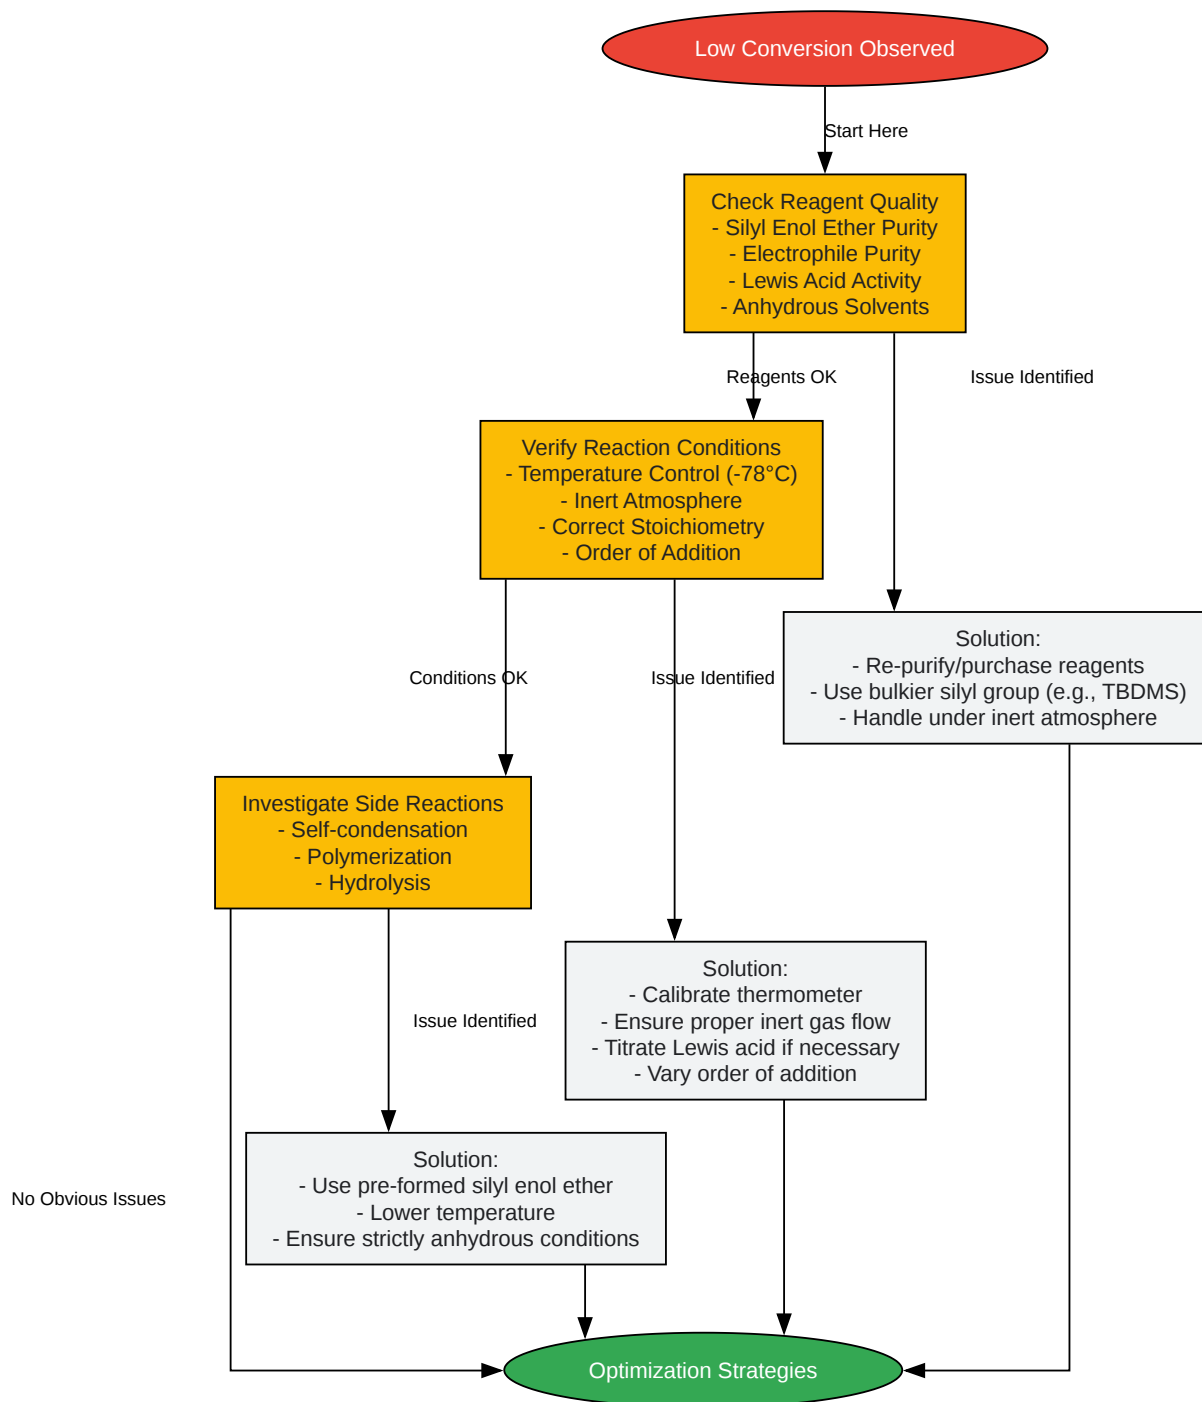 Low Conversion Observed
Start Here
Check Reagent Quality
- Silyl Enol Ether Purity
- Electrophile Purity
- Lewis Acid Activity
- Anhydrous Solvents
Reagents OK
Issue Identified
Verify Reaction Conditions
- Temperature Control (-78°C)
- Inert Atmosphere
- Correct Stoichiometry
- Order of Addition
Solution:
- Re-purify/purchase reagents
- Use bulkier silyl group (e.g., TBDMS)
- Handle under inert atmosphere
Conditions OK
Issue Identified
Investigate Side Reactions
- Self-condensation
- Polymerization
- Hydrolysis
Solution:
- Calibrate thermometer
- Ensure proper inert gas flow
- Titrate Lewis acid if necessary
- Vary order of addition
Issue Identified
Solution:
- Use pre-formed silyl enol ether
- Lower temperature
- Ensure strictly anhydrous conditions
No Obvious Issues
Optimization Strategies